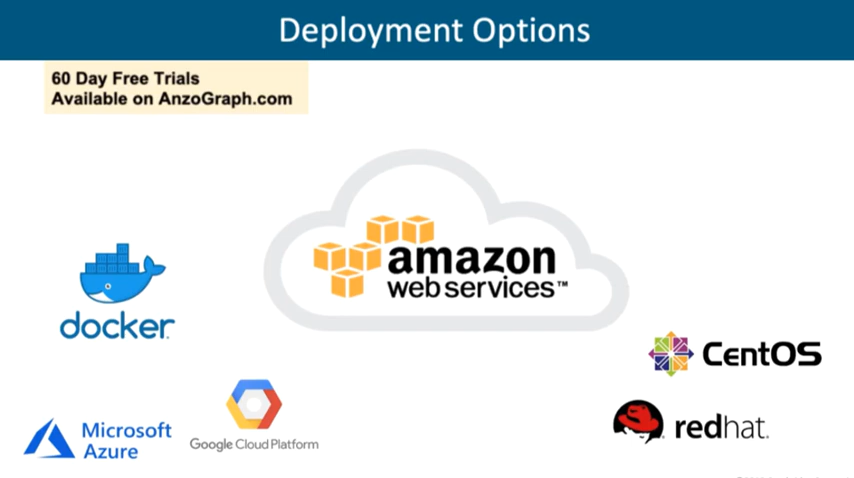 Deployment Options
60 Day Free Trials
Available on AnzoGraph.com
amazon
web services™
docker
CentOS
redhat.
Microsoft
Azure
Google Cloud Platform